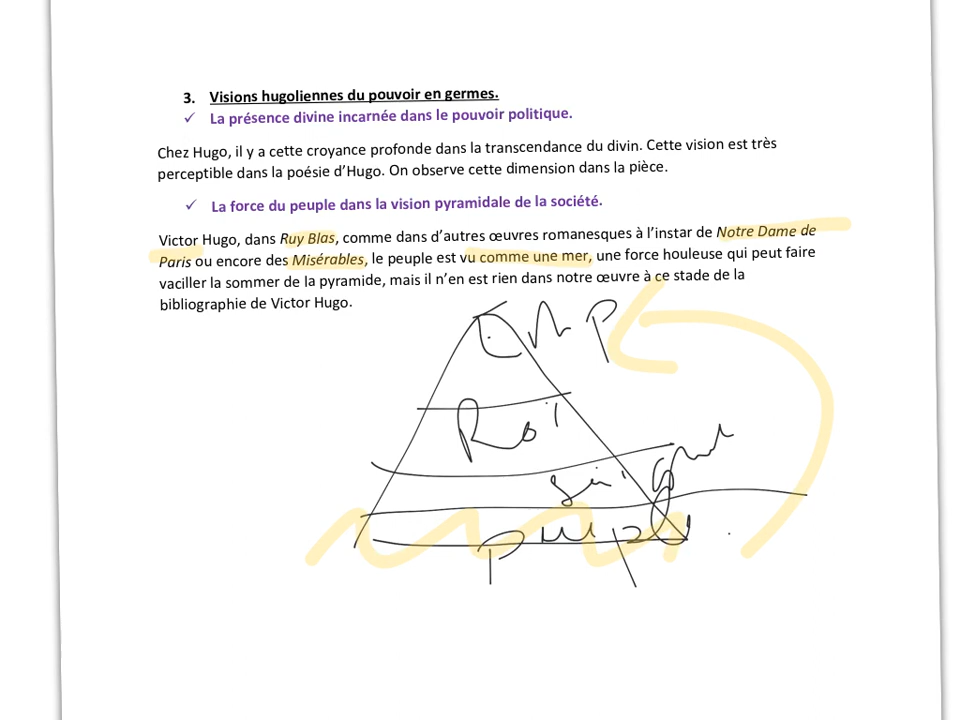 3. Visions hugoliennes du pouvoir en germes.
✓ La présence divine incarnée dans le pouvoir politique.
Chez Hugo, il y a cette croyance profonde dans la transcendance du divin. Cette vision est très
perceptible dans la poésie d'Hugo. On observe cette dimension dans la pièce.
✓ La force du peuple dans la vision pyramidale de la société.
Victor Hugo, dans Ruy Blas, comme dans d'autres œuvres romanesques à l'instar de Notre Dame de
Paris ou encore des Misérables, le peuple est vu comme une mer, une force houleuse qui peut faire
vaciller la sommer de la pyramide, mais il n'en est rien dans notre œuvre à ce stade de la
bibliographie de Victor Hugo.
Emp
Roi